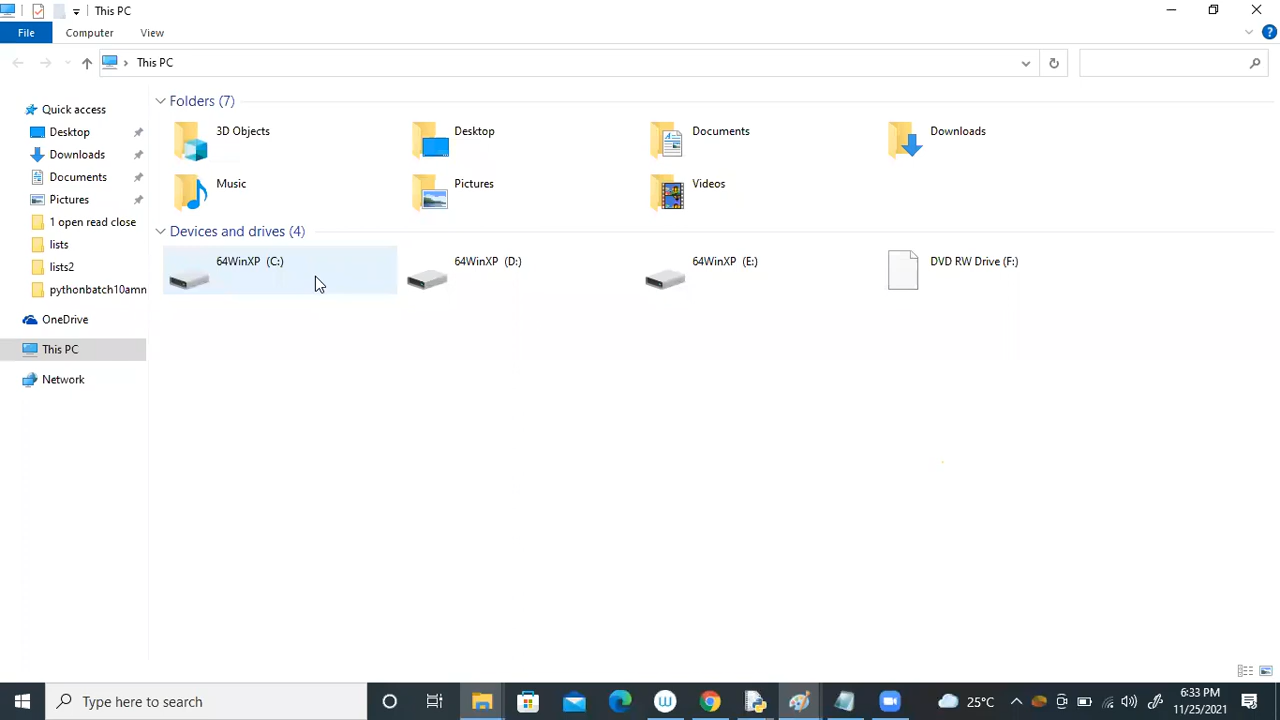 This PC
File Computer View
This PC
Quick access
Desktop
Downloads
Documents
Pictures
1 open read close
lists
lists2
pythonbatch10amn
OneDrive
This PC
Network
Folders (7)
3D Objects Desktop Documents Downloads
Music Pictures Videos
Devices and drives (4)
64WinXP (C:) 64WinXP (D:) 64WinXP (E:) DVD RW Drive (F:)
Type here to search
25°C
6:33 PM
11/25/2021